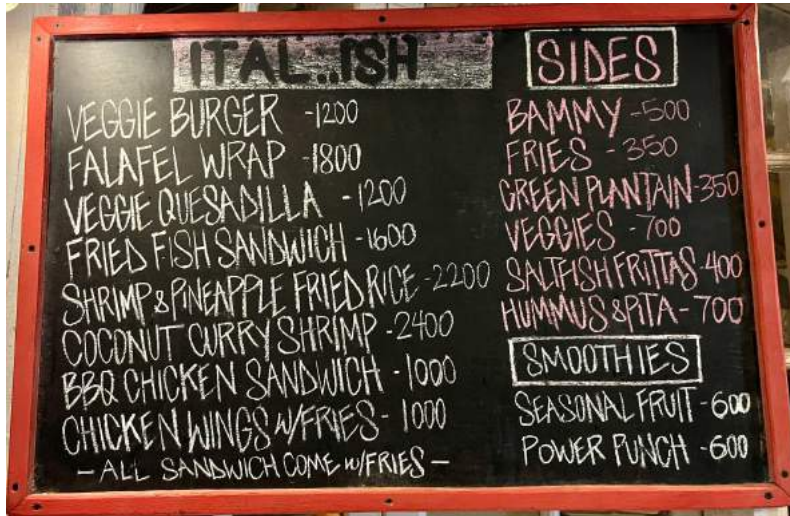 ITAL..ISH
VEGGIE BURGER -1200
FALAFEL WRAP -1800
VEGGIE QUESADILLA -1200
FRIED FISH SANDWICH -1600
SHRIMP & PINEAPPLE FRIED RICE -2200
COCONUT CURRY SHRIMP -2400
BBQ CHICKEN SANDWICH -1000
CHICKEN WINGS W/FRIES- 1000
- ALL SANDWICH COME W/FRIES -
SIDES
BAMMY -500
FRIES - 350
GREEN PLANTAIN-350
VEGGIES -700
SALTFISH FRITTAS-400
HUMMUS & PITA- 700
SMOOTHIES
SEASONAL FRUIT -600
POWER PUNCH -600